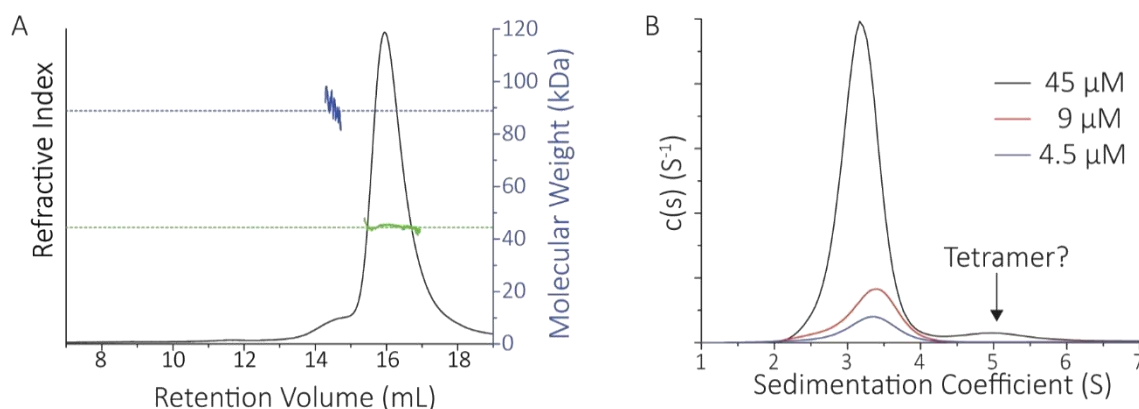 A
Refractive Index
120
100
80
60
40
20
0
Molecular Weight (kDa)
8 10 12 14 16 18
Retention Volume (mL)
B
c(s) (S⁻¹)
45 µM
9 µM
4.5 µM
Tetramer?
1 2 3 4 5 6 7
Sedimentation Coefficient (S)